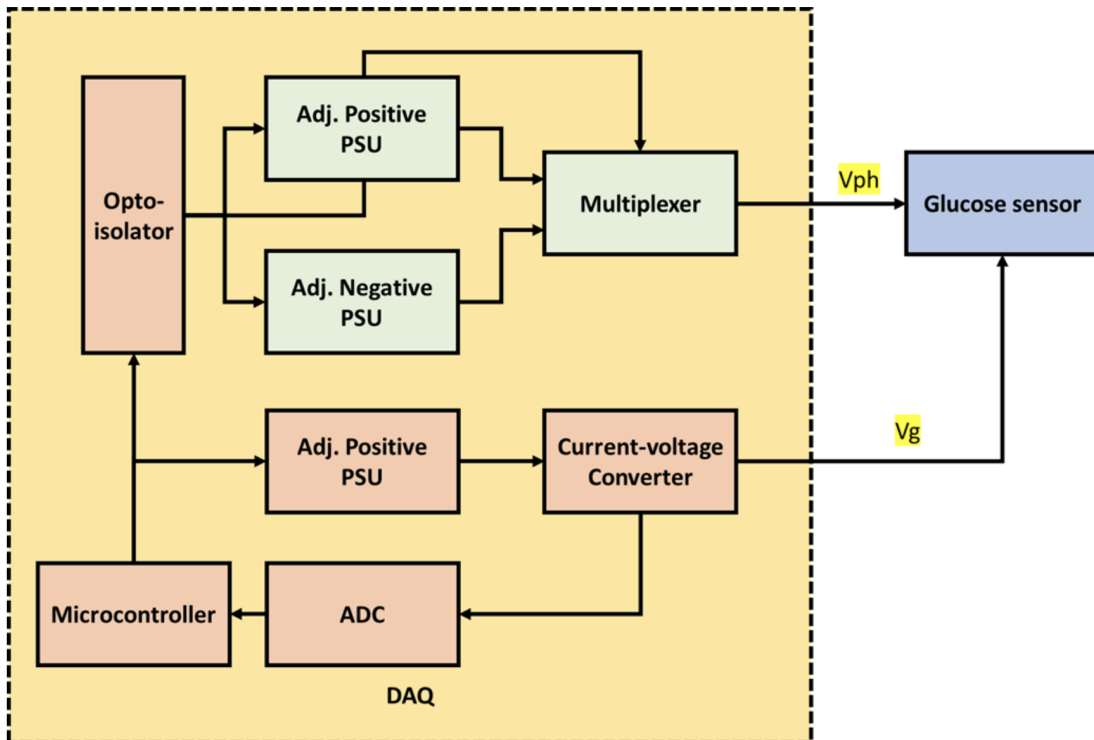 Adj. Positive
PSU
Opto-
isolator
Multiplexer
Vph
Glucose sensor
Adj. Negative
PSU
Adj. Positive
PSU
Current-voltage
Converter
Vg
Microcontroller
ADC
DAQ